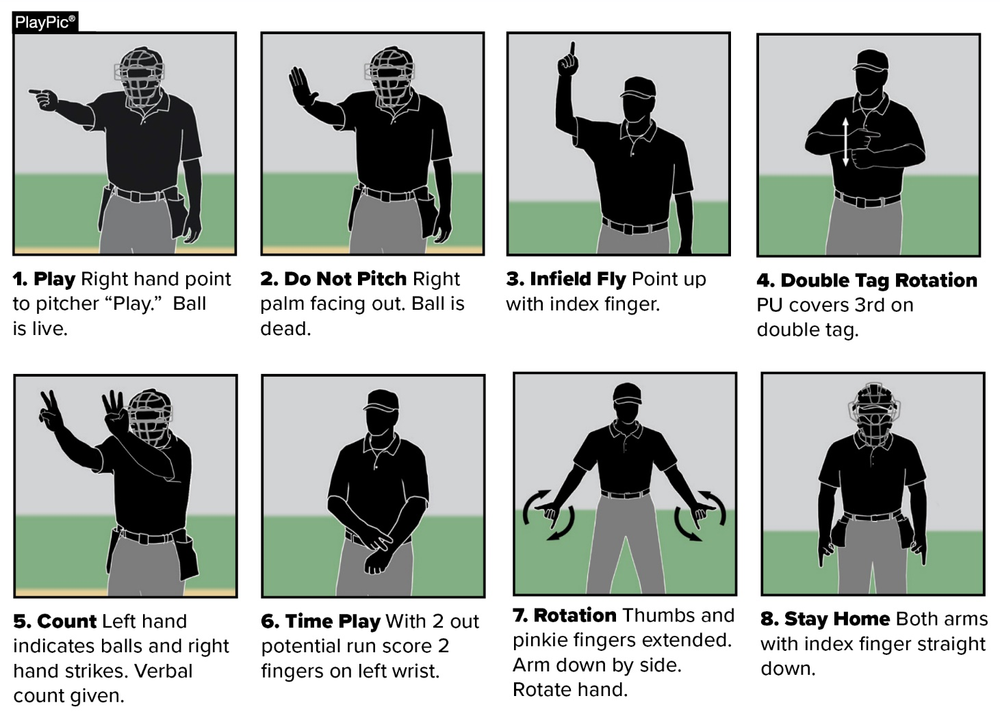 PlayPic®
1. Play Right hand point
to pitcher “Play.”  Ball
is live.
2. Do Not Pitch Right
palm facing out. Ball is
dead.
3. Infield Fly Point up
with index finger.
4. Double Tag Rotation
PU covers 3rd on
double tag.
5. Count Left hand
indicates balls and right
hand strikes. Verbal
count given.
6. Time Play With 2 out
potential run score 2
fingers on left wrist.
7. Rotation Thumbs and
pinkie fingers extended.
Arm down by side.
Rotate hand.
8. Stay Home Both arms
with index finger straight
down.